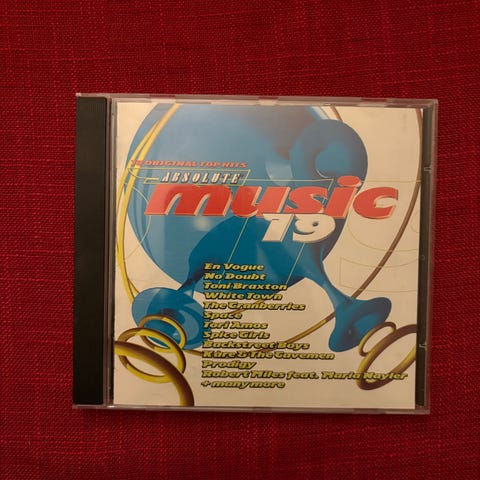 ORIGINAL TOP HITS
ABSOLUTE
music
19
En Vogue
No Doubt
Toni Braxton
White Town
The Cranberries
Space
Tori Amos
Spice Girls
Backstreet Boys
Kåre & The Cavemen
Prodigy
Robert Miles feat. Maria Nayler
+ many more